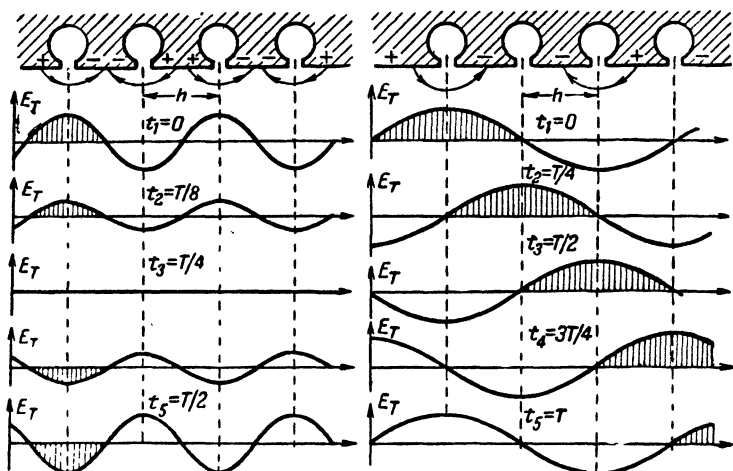 + − − + + − − +
h
E_T
t₁=0
E_T
t₂=T/8
E_T
t₃=T/4
E_T
E_T
t₅=T/2
+ − − + −
h
E_T
t₁=0
t₂=T/4
E_T
t₃=T/2
E_T
t₄=3T/4
E_T
E_T
t₅=T